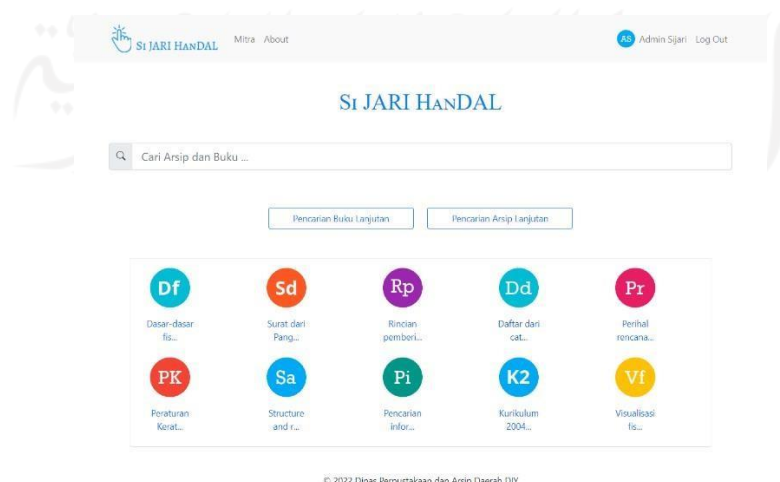 SI JARI HANDAL Mitra About AS Admin Sijari Log Out
SI JARI HANDAL
Cari Arsip dan Buku ...
Pencarian Buku Lanjutan Pencarian Arsip Lanjutan
Df Sd Rp Dd Pr
Dasar-dasar fis... Surat dari Pang... Rincian pemberi... Daftar dari cat... Perihal rencana...
PK Sa Pi K2 Vf
Peraturan Kerat... Structure and r... Pencarian infor... Kurikulum 2004... Visualisasi fis...
© 2022 Dinas Perpustakaan dan Arsip Daerah DIY